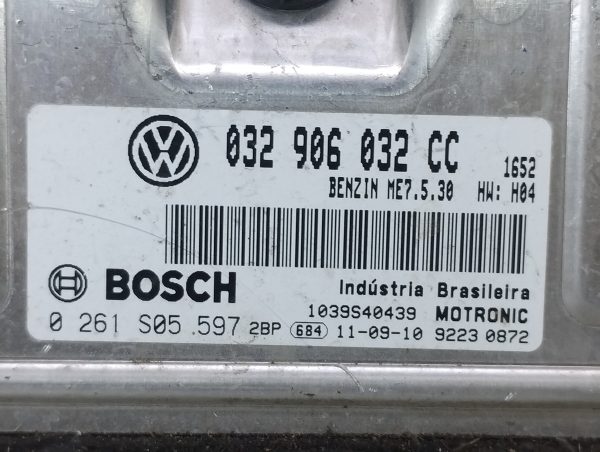 032 906 032 CC 1652
BENZIN ME7.5.30 HW: H04
BOSCH Indústria Brasileira
1039S40439 MOTRONIC
0 261 S05.597 2BP 684 11-09-10 9223 0872